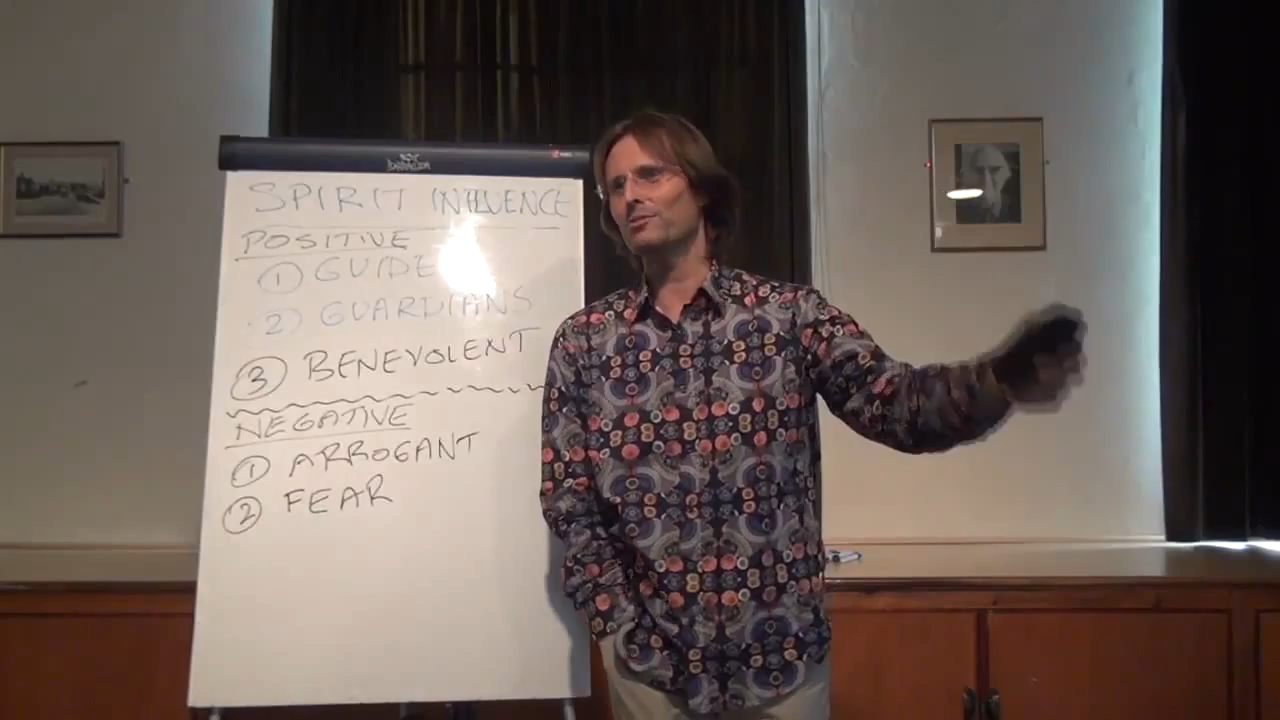 SPIRIT INFLUENCE
POSITIVE
1 GUIDE
2) GUARDIANS
3 BENEVOLENT
NEGATIVE
1 ARROGANT
2 FEAR